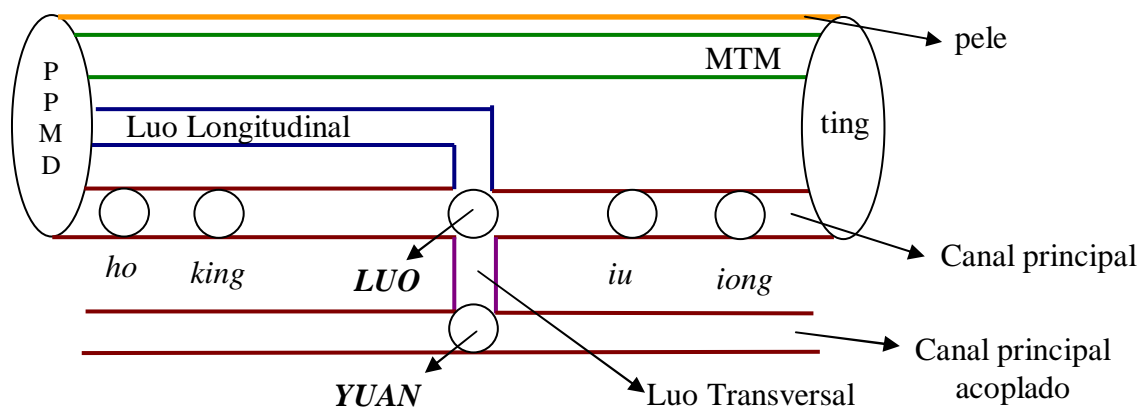 pele
P
P
M
D
MTM
Luo Longitudinal
ting
ho
king
LUO
iu
iong
Canal principal
Canal principal
acoplado
YUAN
Luo Transversal